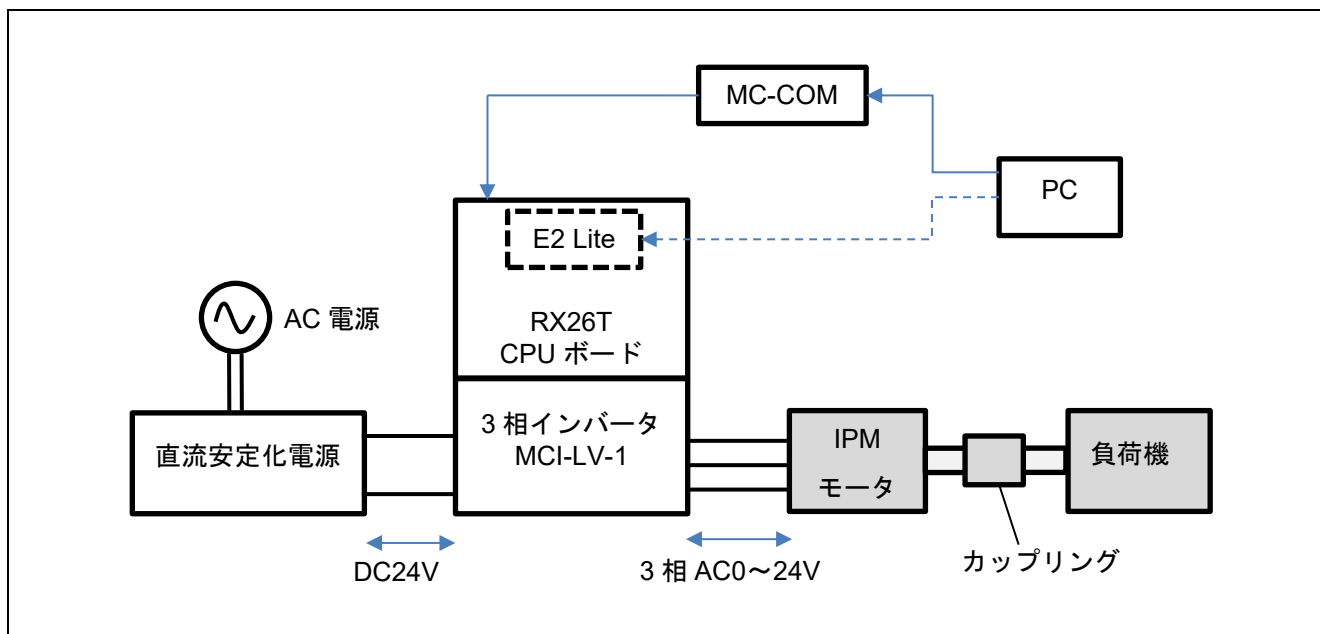 MC-COM
PC
E2 Lite
RX26T
CPU ボード
AC 電源
直流安定化電源
3 相インバータ
MCI-LV-1
IPM
モータ
負荷機
カップリング
DC24V
3 相 AC0～24V